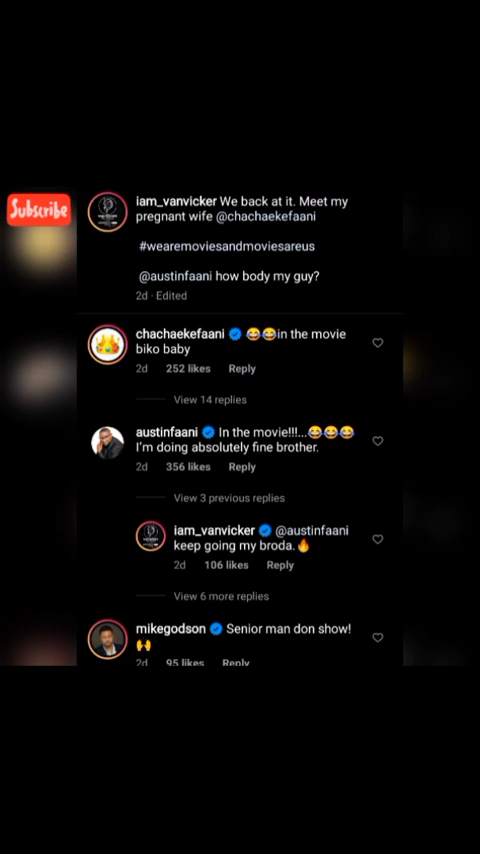 Subscribe
iam_vanvicker We back at it. Meet my
pregnant wife @chachaekefaani
#wearemoviesandmoviesareus
@austinfaani how body my guy?
2d · Edited
chachaekefaani 😂😂in the movie
biko baby
2d 252 likes Reply
View 14 replies
austinfaani In the movie!!!...😂😂😂
I'm doing absolutely fine brother.
2d 356 likes Reply
View 3 previous replies
iam_vanvicker @austinfaani
keep going my broda.🔥
2d 106 likes Reply
View 6 more replies
mikegodson Senior man don show!
🙌
2d 95 likes Reply